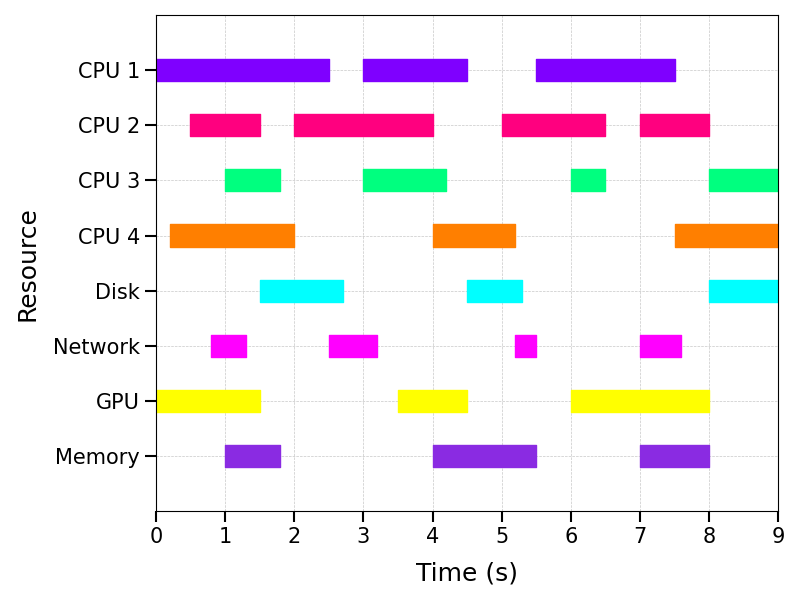 CPU 1
CPU 2
CPU 3
CPU 4
Disk
Network
GPU
Memory
Resource
0 1 2 3 4 5 6 7 8 9
Time (s)